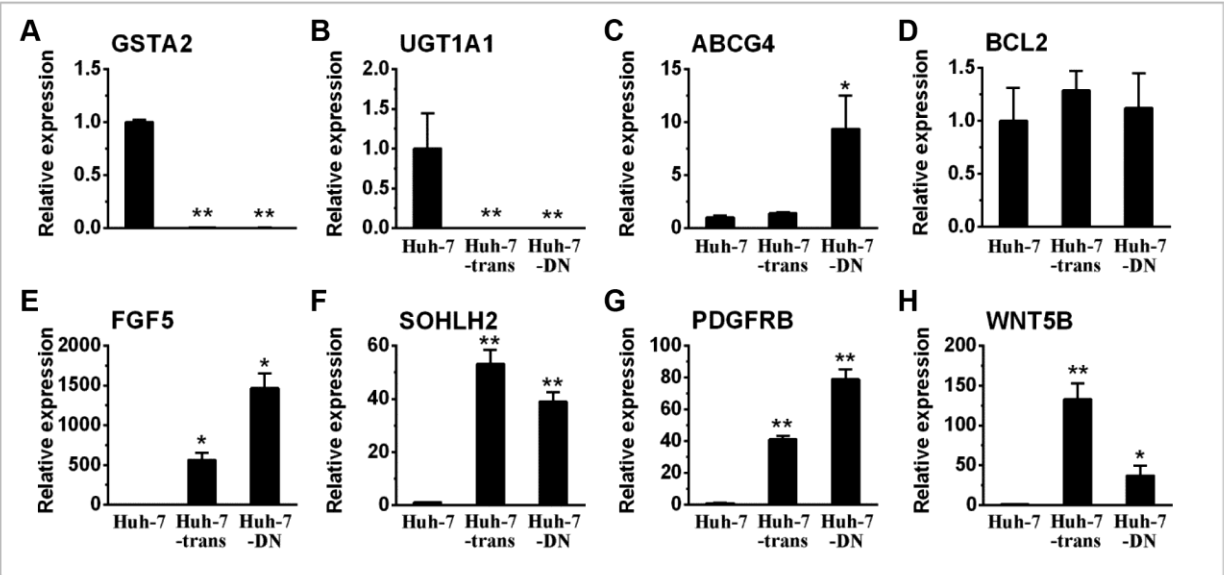 A GSTA2
Relative expression
1.5
1.0
0.5
0.0
** **
B UGT1A1
Relative expression
2.0
1.5
1.0
0.5
0.0
** **
Huh-7 Huh-7 Huh-7
-trans -DN
C ABCG4
Relative expression
15
10
5
0
*
Huh-7 Huh-7 Huh-7
-trans -DN
D BCL2
Relative expression
1.5
1.0
0.5
0.0
Huh-7 Huh-7 Huh-7
-trans -DN
E FGF5
Relative expression
2000
1500
1000
500
0
* *
Huh-7 Huh-7 Huh-7
-trans -DN
F SOHLH2
Relative expression
60
40
20
0
** **
Huh-7 Huh-7 Huh-7
-trans -DN
G PDGFRB
Relative expression
100
80
60
40
20
0
** **
Huh-7 Huh-7 Huh-7
-trans -DN
H WNT5B
Relative expression
200
150
100
50
0
** *
Huh-7 Huh-7 Huh-7
-trans -DN